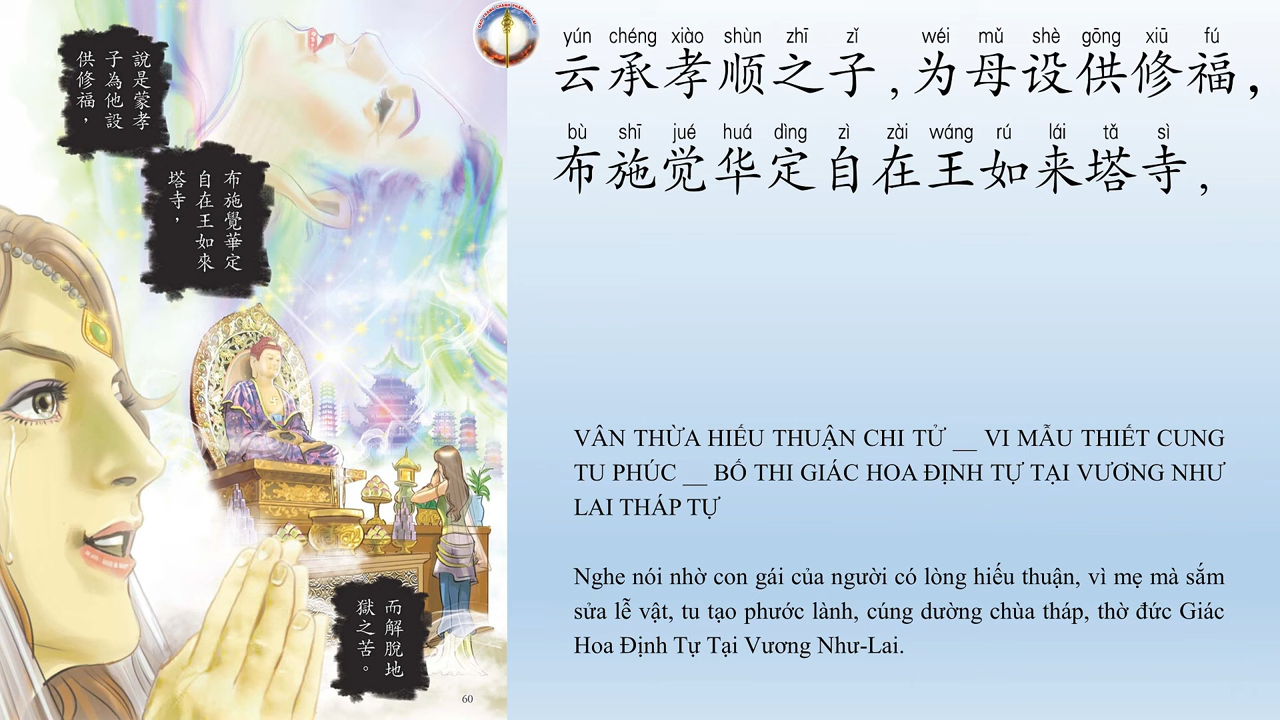 說是蒙孝
子為他設
供修福，
布施覺華定
自在王如來
塔寺，
而解脫地
獄之苦。
60
yún chéng xiào shùn zhī zǐ wéi mǔ shè gōng xiū fú
云承孝顺之子,为母设供修福,
bù shī jué huá dìng zì zài wáng rú lái tǎ sì
布施觉华定自在王如来塔寺,
VÂN THỪA HIẾU THUẬN CHI TỬ __ VI MẪU THIẾT CUNG
TU PHÚC __ BỐ THI GIÁC HOA ĐỊNH TỰ TẠI VƯƠNG NHƯ
LAI THÁP TỰ
Nghe nói nhờ con gái của người có lòng hiếu thuận, vì mẹ mà sắm
sửa lễ vật, tu tạo phước lành, cúng dường chùa tháp, thờ đức Giác
Hoa Định Tự Tại Vương Như-Lai.